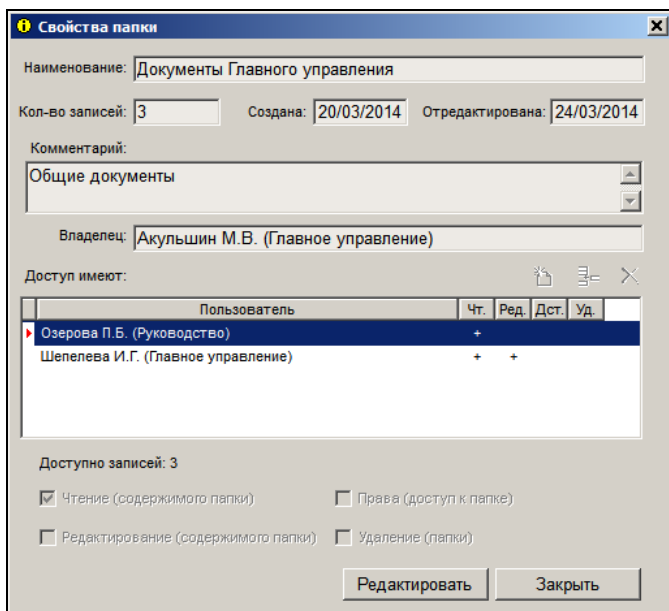 Свойства папки
Наименование: Документы Главного управления
Кол-во записей: 3 Создана: 20/03/2014 Отредактирована: 24/03/2014
Комментарий:
Общие документы
Владелец: Акульшин М.В. (Главное управление)
Доступ имеют:
Пользователь Чт. Ред. Дст. Уд.
Озерова П.Б. (Руководство) +
Шепелева И.Г. (Главное управление) + +
Доступно записей: 3
Чтение (содержимого папки) Права (доступ к папке)
Редактирование (содержимого папки) Удаление (папки)
Редактировать Закрыть